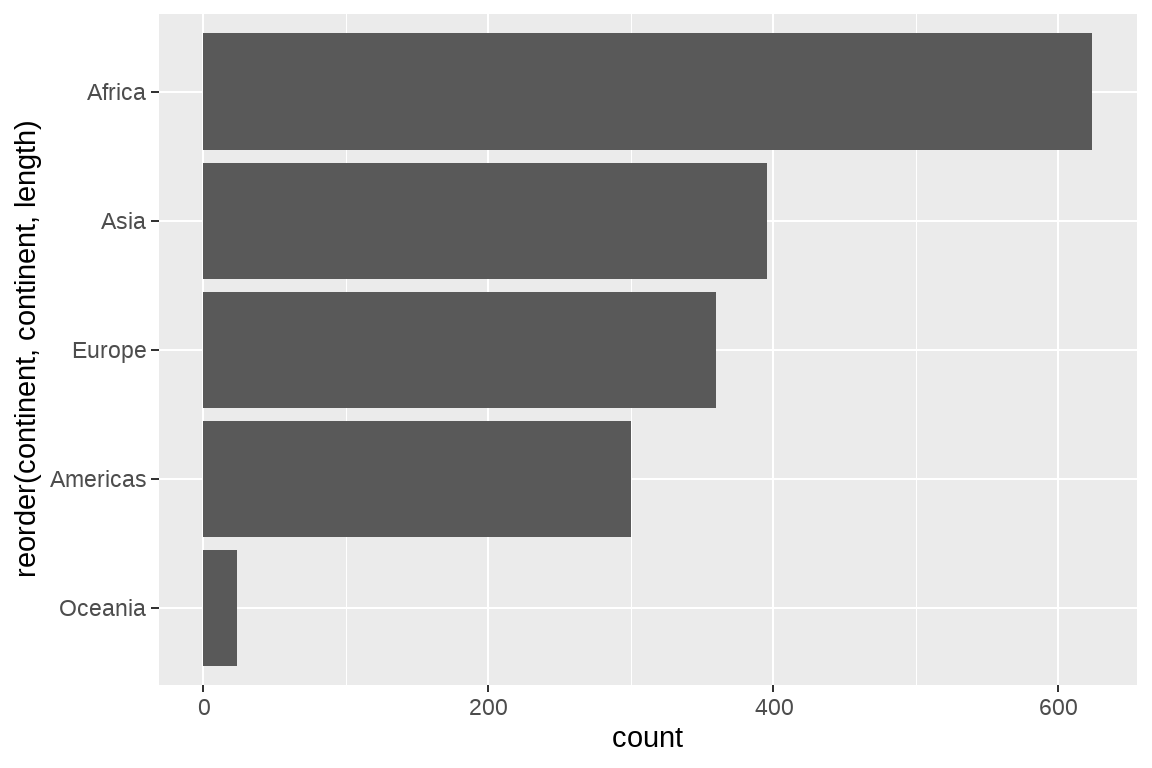 reorder(continent, continent, length)
Africa
Asia
Europe
Americas
Oceania
0 200 400 600
count